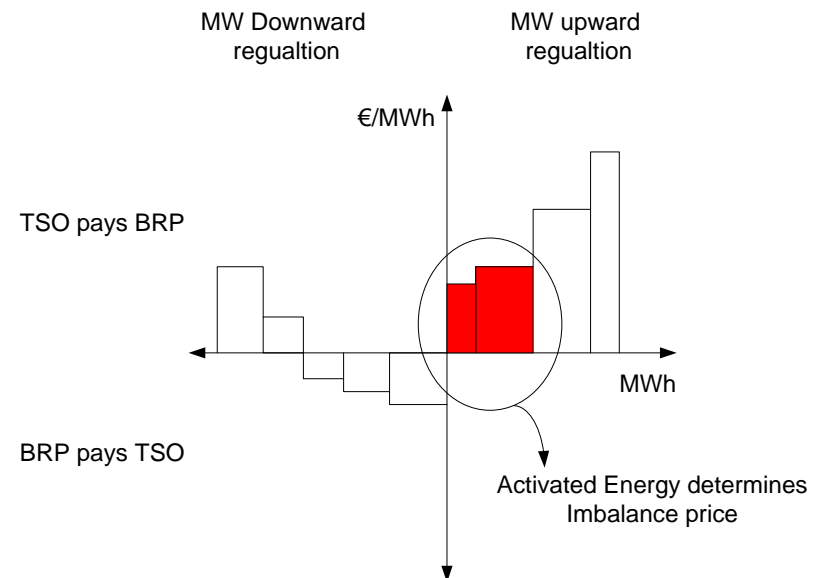 MW Downward
regualtion
MW upward
regualtion
€/MWh
TSO pays BRP
MWh
BRP pays TSO
Activated Energy determines
Imbalance price